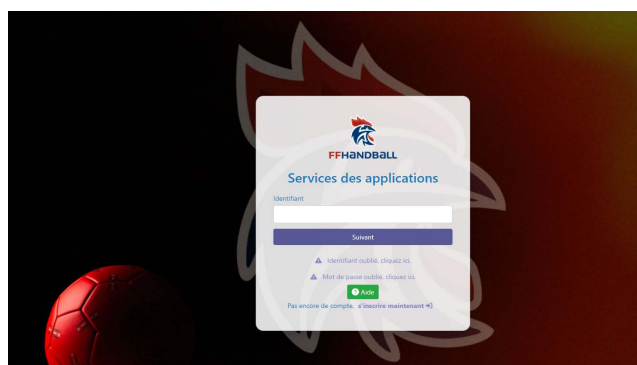 FFHANDBALL
Services des applications
Identifiant
Suivant
Identifiant oublié, cliquez ici.
Mot de passe oublié, cliquez ici.
Aide
Pas encore de compte, s'inscrire maintenant